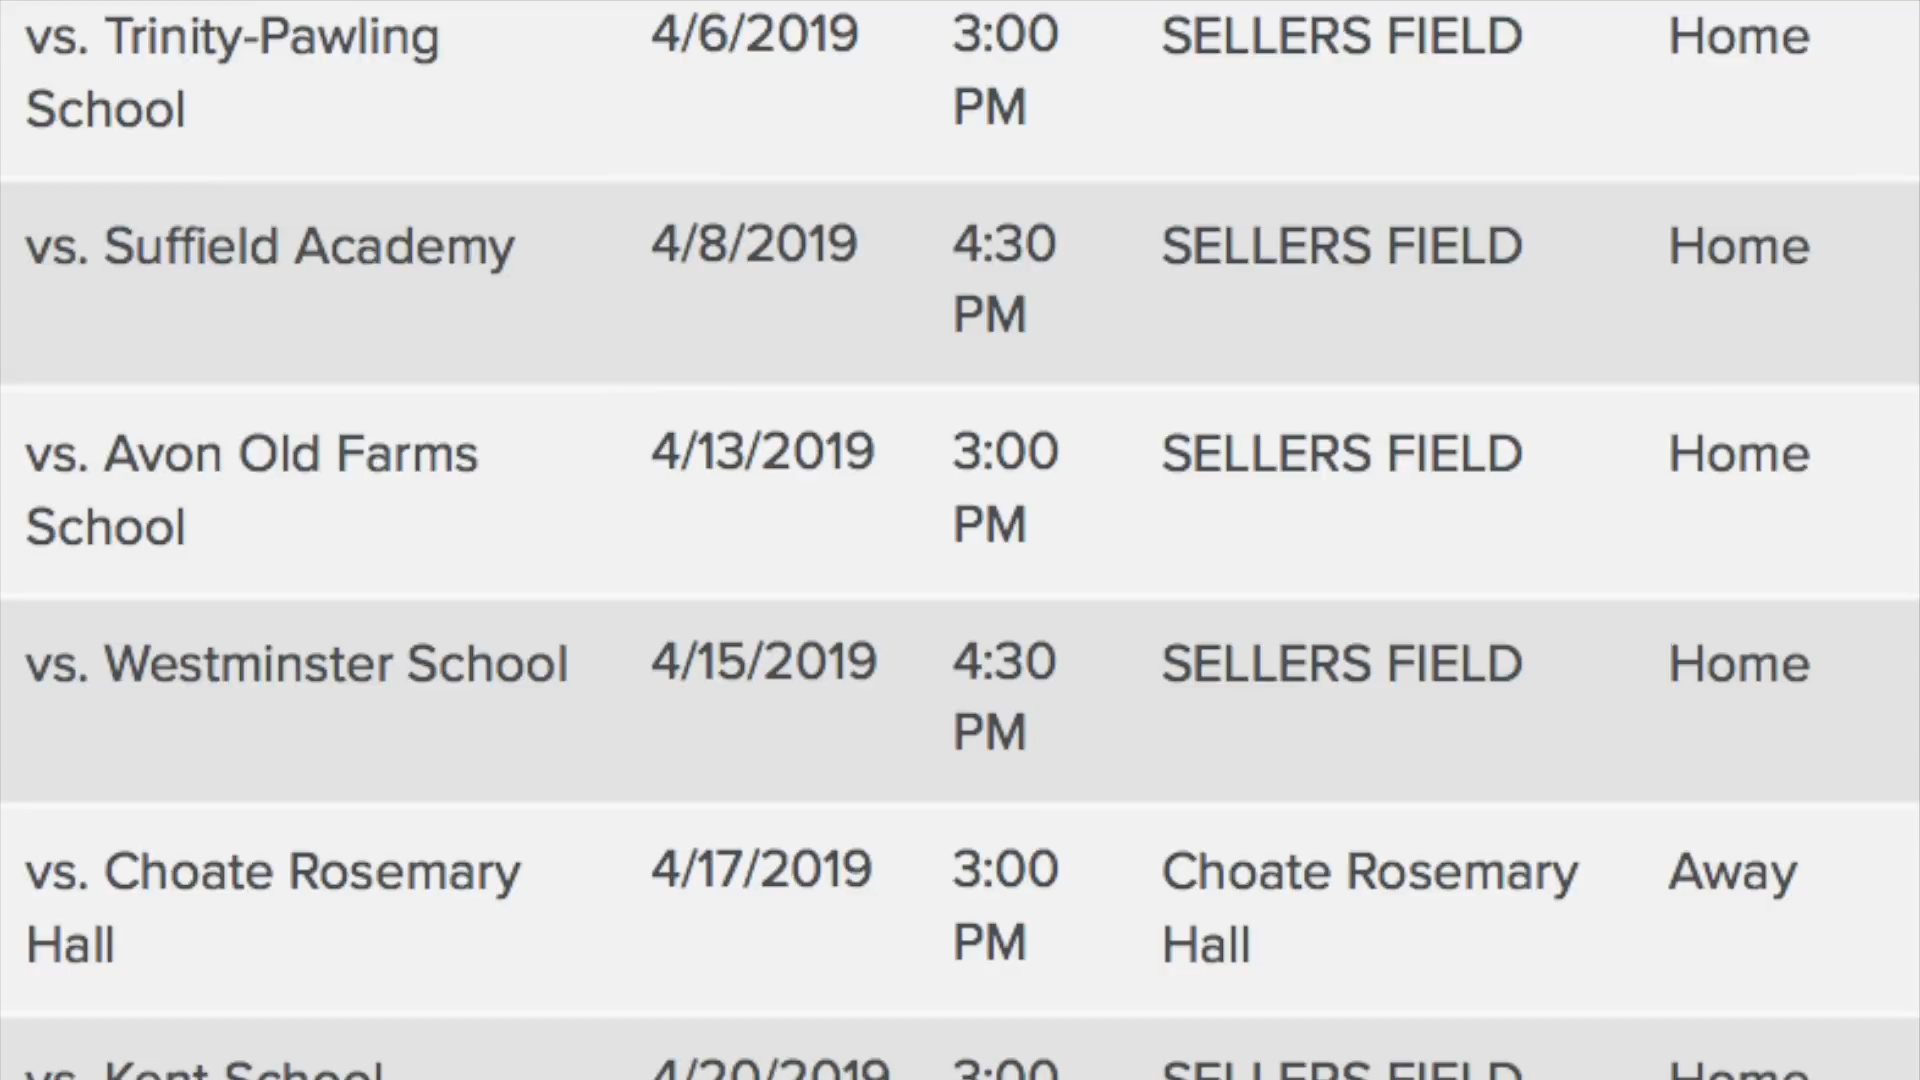 vs. Trinity-Pawling 4/6/2019 3:00 SELLERS FIELD Home
School PM
vs. Suffield Academy 4/8/2019 4:30 SELLERS FIELD Home
PM
vs. Avon Old Farms 4/13/2019 3:00 SELLERS FIELD Home
School PM
vs. Westminster School 4/15/2019 4:30 SELLERS FIELD Home
PM
vs. Choate Rosemary 4/17/2019 3:00 Choate Rosemary Away
Hall PM Hall
vs. Kent School 4/20/2019 3:00 SELLERS FIELD Home